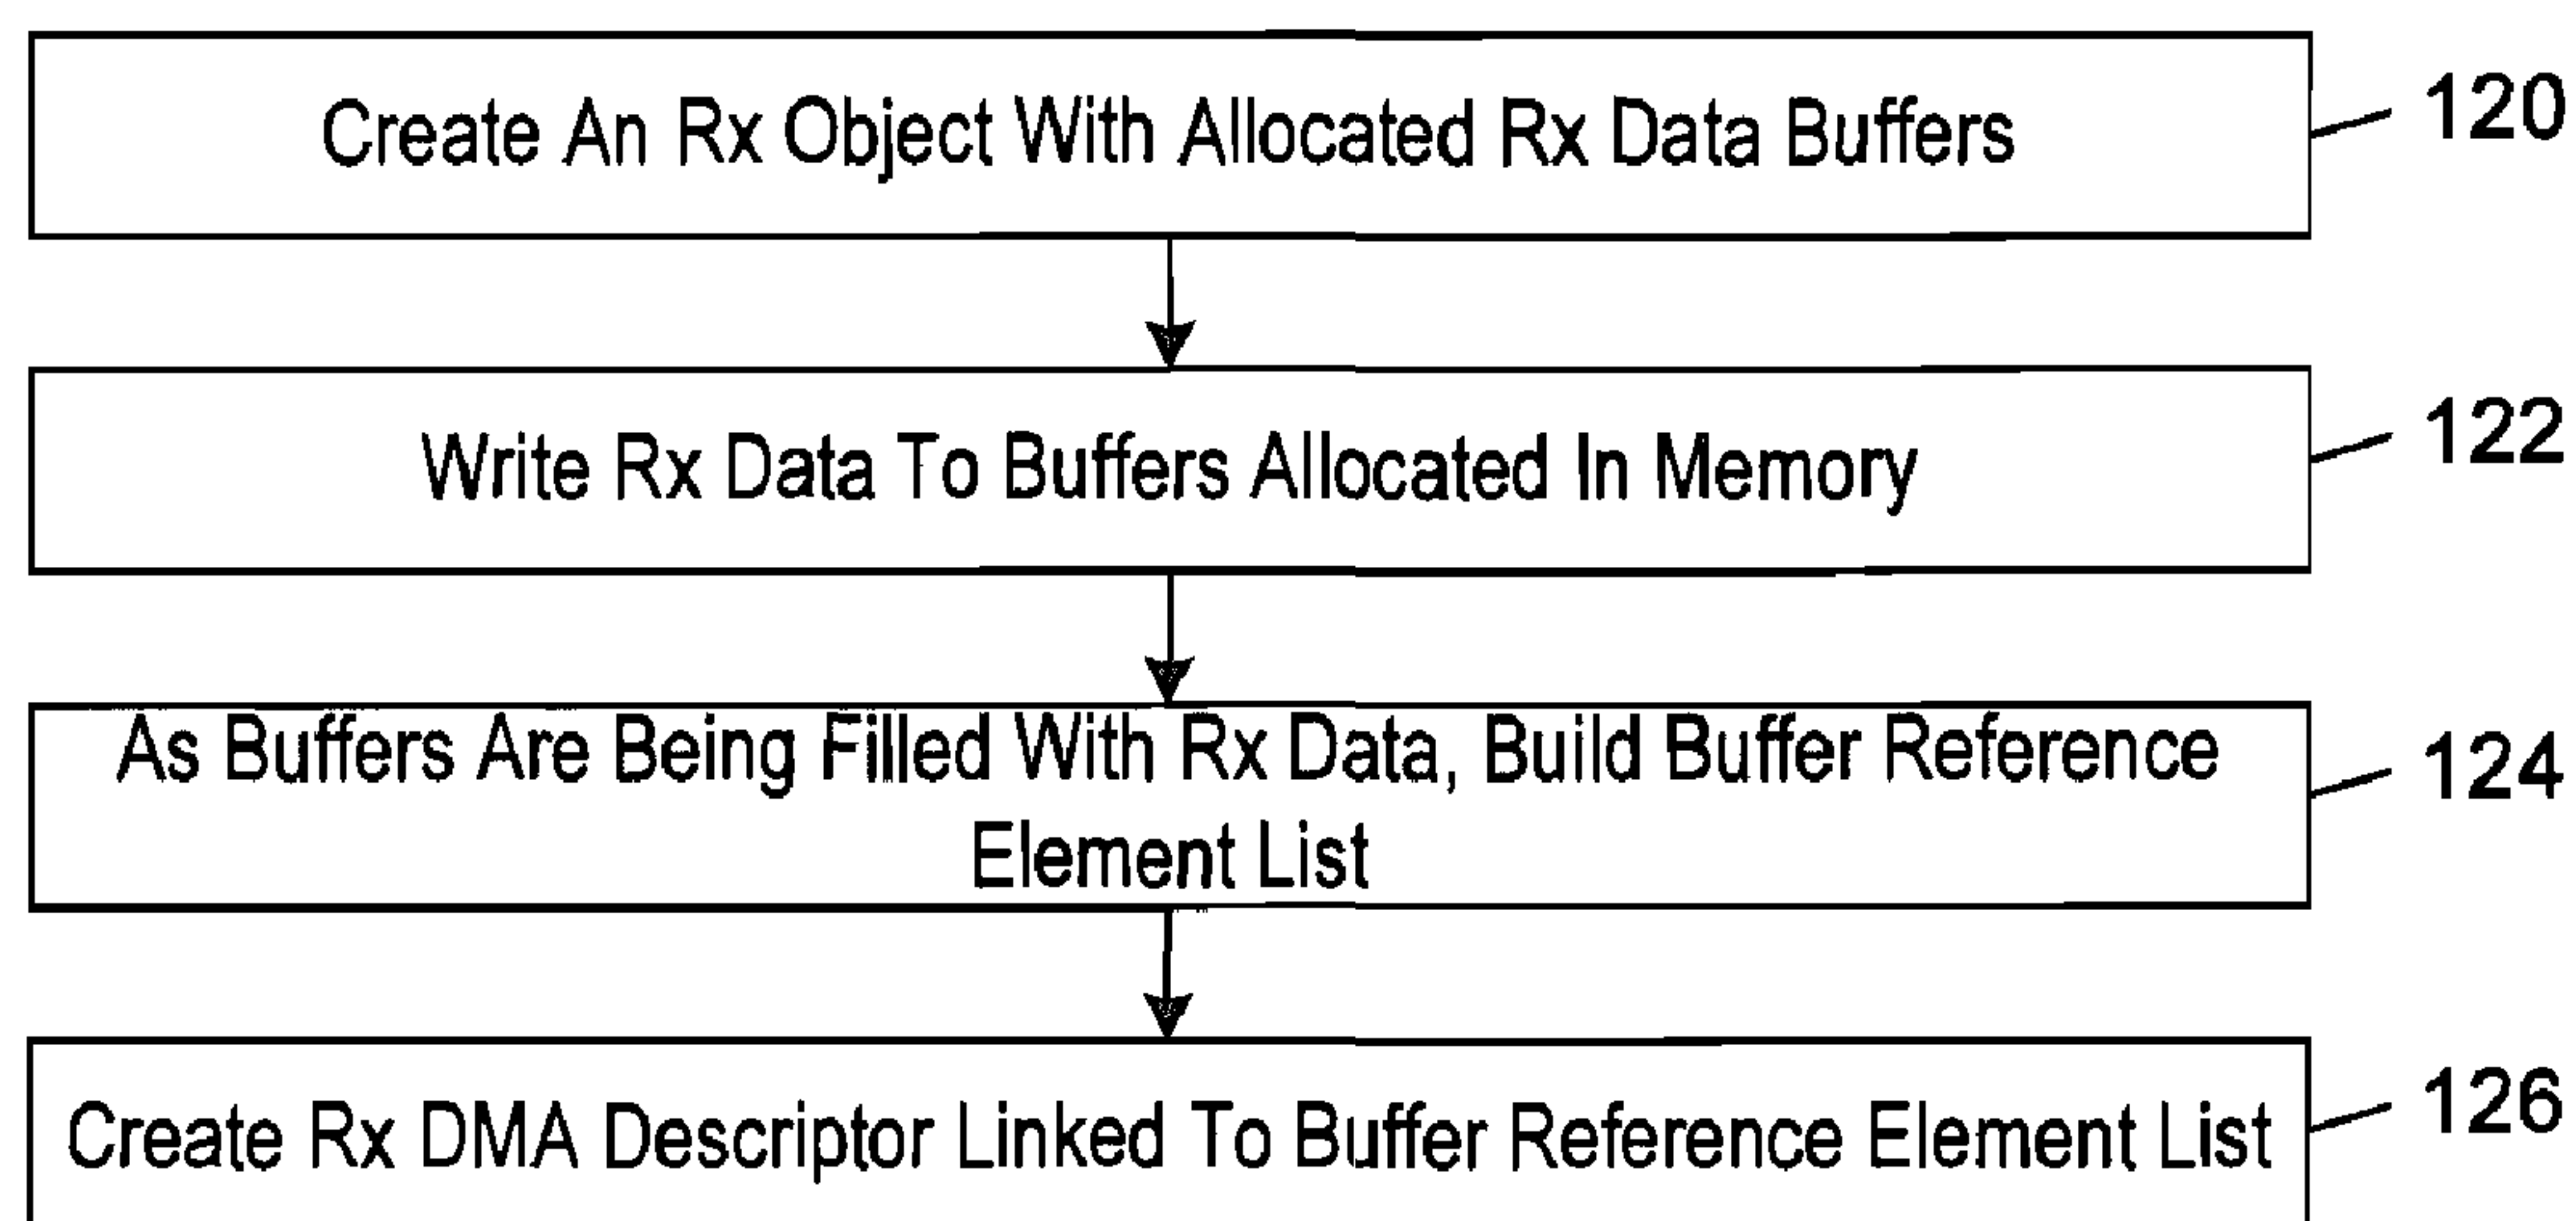 Create An Rx Object With Allocated Rx Data Buffers
120
Write Rx Data To Buffers Allocated In Memory
122
As Buffers Are Being Filled With Rx Data, Build Buffer Reference
Element List
124
Create Rx DMA Descriptor Linked To Buffer Reference Element List
126